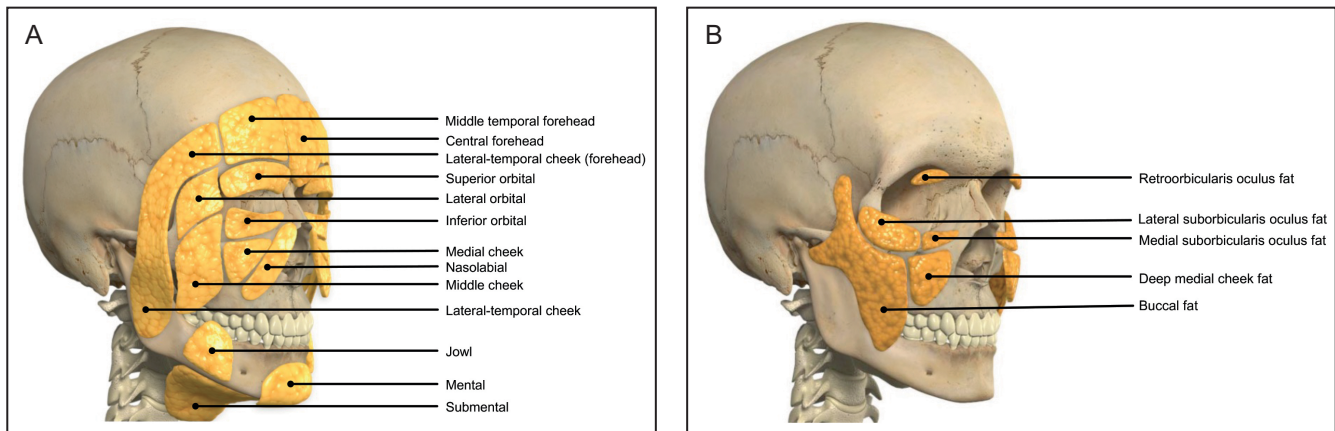 A
Middle temporal forehead
Central forehead
Lateral-temporal cheek (forehead)
Superior orbital
Lateral orbital
Inferior orbital
Medial cheek
Nasolabial
Middle cheek
Lateral-temporal cheek
Jowl
Mental
Submental
B
Retroorbicularis oculus fat
Lateral suborbicularis oculus fat
Medial suborbicularis oculus fat
Deep medial cheek fat
Buccal fat